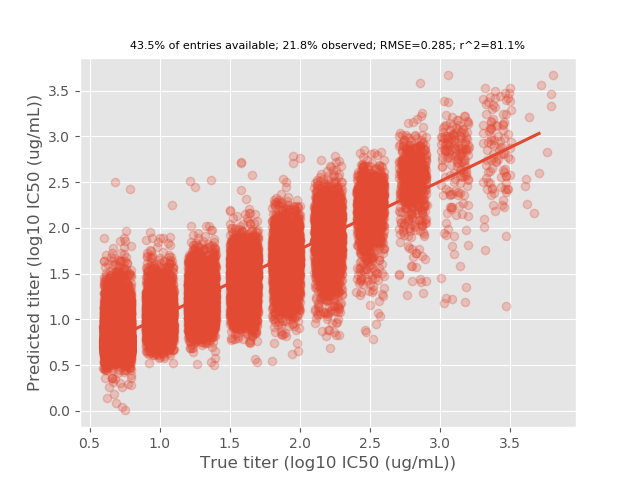 43.5% of entries available; 21.8% observed; RMSE=0.285; r^2=81.1%
3.5
3.0
2.5
2.0
1.5
1.0
0.5
0.0
Predicted titer (log10 IC50 (ug/mL))
0.5 1.0 1.5 2.0 2.5 3.0 3.5
True titer (log10 IC50 (ug/mL))